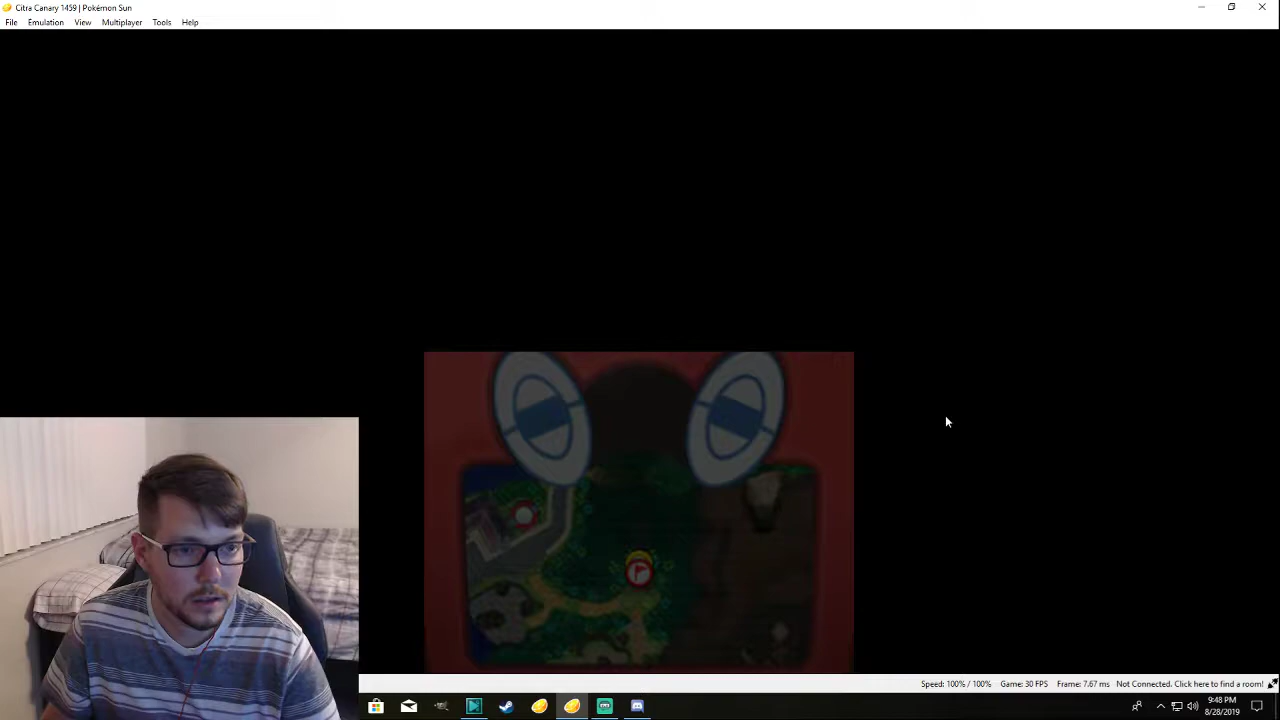 Citra Canary 1459 | Pokémon Sun
File Emulation View Multiplayer Tools Help
Speed: 100% / 100% Game: 30 FPS Frame: 7.67 ms Not Connected. Click here to find a room!
9:48 PM
8/28/2019